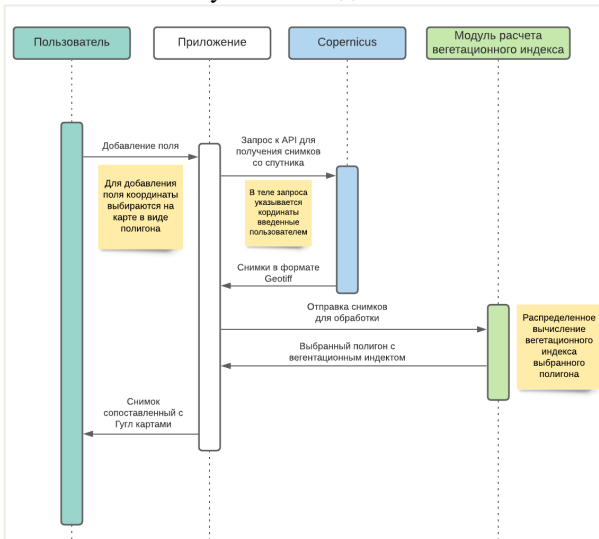 Пользователь
Приложение
Copernicus
Модуль расчета
вегетационного индекса
Добавление поля
Для добавления
поля координаты
выбираются на
карте в виде
полигона
Запрос к API для
получения снимков
со спутника
В теле запроса
указывается
кординаты
введенные
пользователем
Снимки в формате
Geotiff
Отправка снимков
для обработки
Распределенное
вычисление
вегетационного
индекса
выбранного
полигона
Выбранный полигон с
вегентационным индектом
Снимок
сопоставленный с
Гугл картами